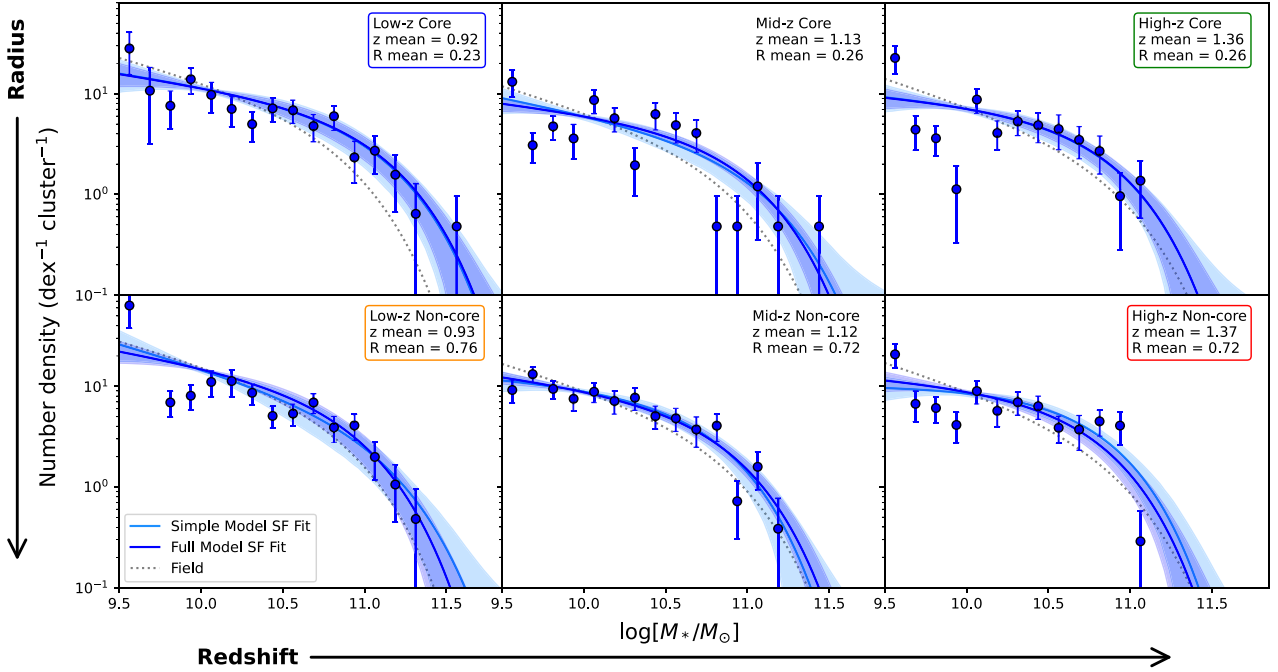 Radius
Number density (dex⁻¹ cluster⁻¹)
Low-z Core
z mean = 0.92
R mean = 0.23
Mid-z Core
z mean = 1.13
R mean = 0.26
High-z Core
z mean = 1.36
R mean = 0.26
10¹
10⁰
10⁻¹
Low-z Non-core
z mean = 0.93
R mean = 0.76
Mid-z Non-core
z mean = 1.12
R mean = 0.72
High-z Non-core
z mean = 1.37
R mean = 0.72
10¹
10⁰
10⁻¹
Simple Model SF Fit
Full Model SF Fit
Field
9.5 10.0 10.5 11.0 11.5 9.5 10.0 10.5 11.0 11.5 9.5 10.0 10.5 11.0 11.5
log[M*/M⊙]
Redshift